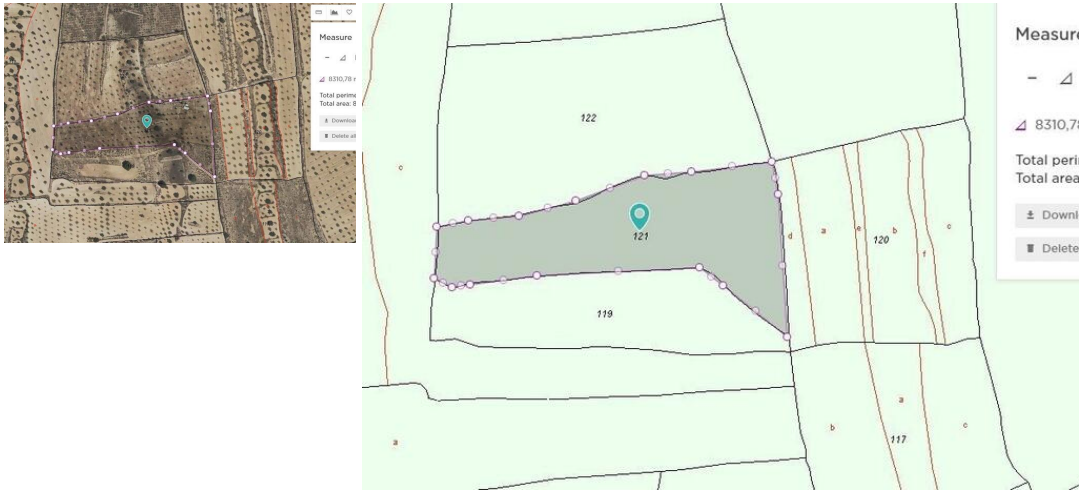 Measure
8310,78
Total perim
Total area: 8
Download
Delete all
Measure
8310,78
Total peri
Total area
Downl
Delete
122
c
121
d
a
e
b
120
c
f
119
a
a
b
c
117